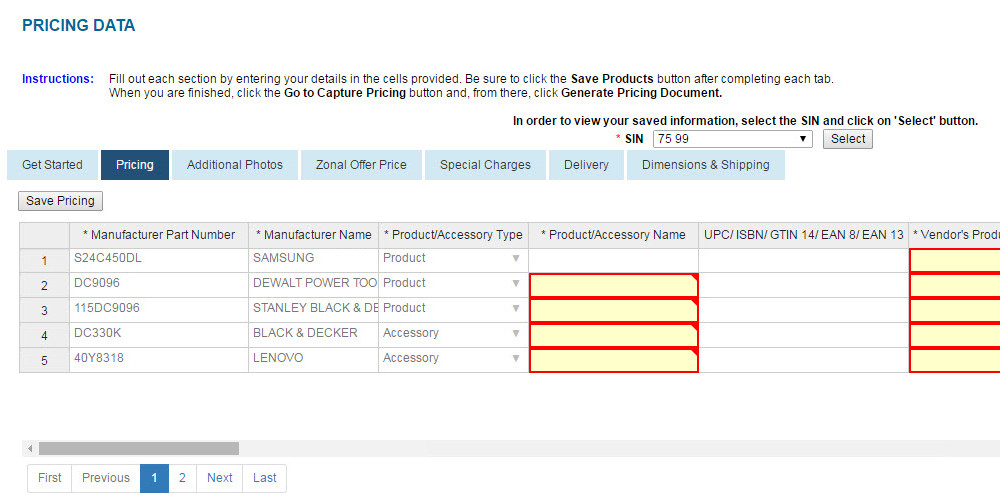 PRICING DATA
Instructions: Fill out each section by entering your details in the cells provided. Be sure to click the Save Products button after completing each tab.
When you are finished, click the Go to Capture Pricing button and, from there, click Generate Pricing Document.
In order to view your saved information, select the SIN and click on 'Select' button.
* SIN 75 99 Select
Get Started Pricing Additional Photos Zonal Offer Price Special Charges Delivery Dimensions & Shipping
Save Pricing
* Manufacturer Part Number * Manufacturer Name * Product/Accessory Type * Product/Accessory Name UPC/ ISBN/ GTIN 14/ EAN 8/ EAN 13 * Vendor's Produ
1 S24C450DL SAMSUNG Product
2 DC9096 DEWALT POWER TOO Product
3 115DC9096 STANLEY BLACK & DE Product
4 DC330K BLACK & DECKER Accessory
5 40Y8318 LENOVO Accessory
First Previous 1 2 Next Last